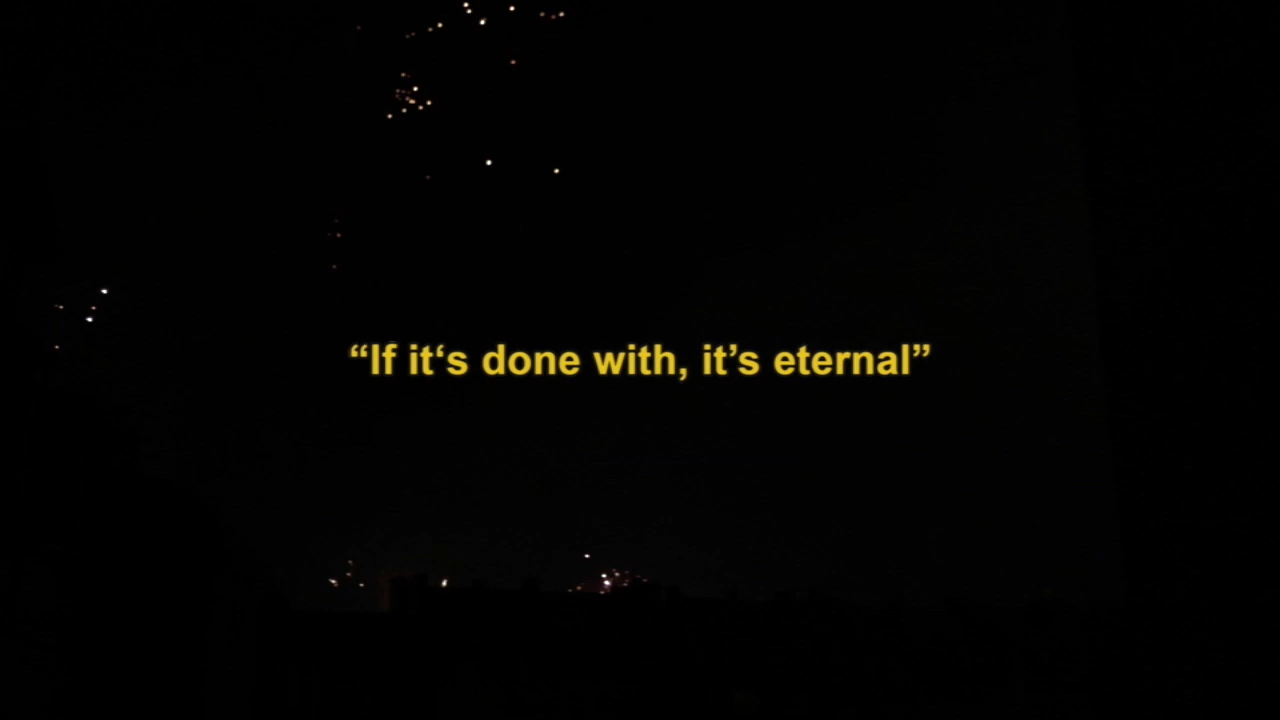 “If it‘s done with, it’s eternal”